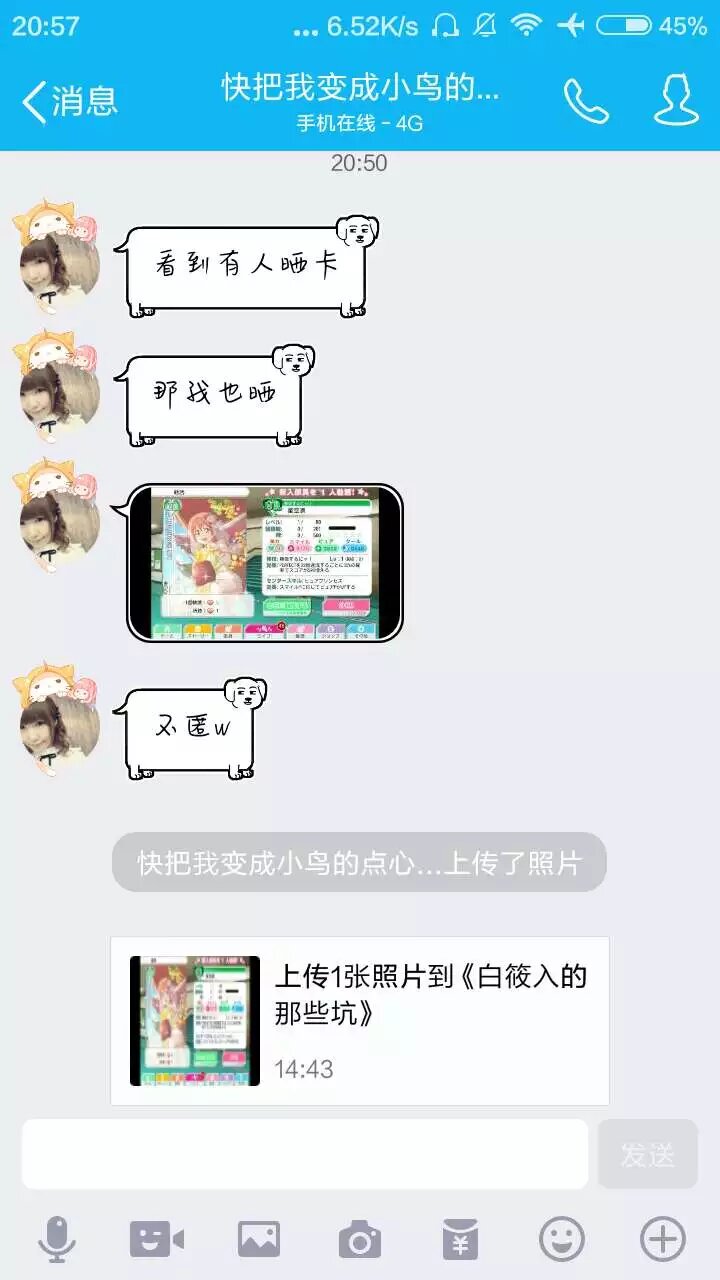 20:57
... 6.52K/s
45%
消息
快把我变成小鸟的...
手机在线 - 4G
20:50
看到有人晒卡
那我也晒
星空凛
不匿w
快把我变成小鸟的点心...上传了照片
上传1张照片到《白筱入的
那些坑》
14:43
发送